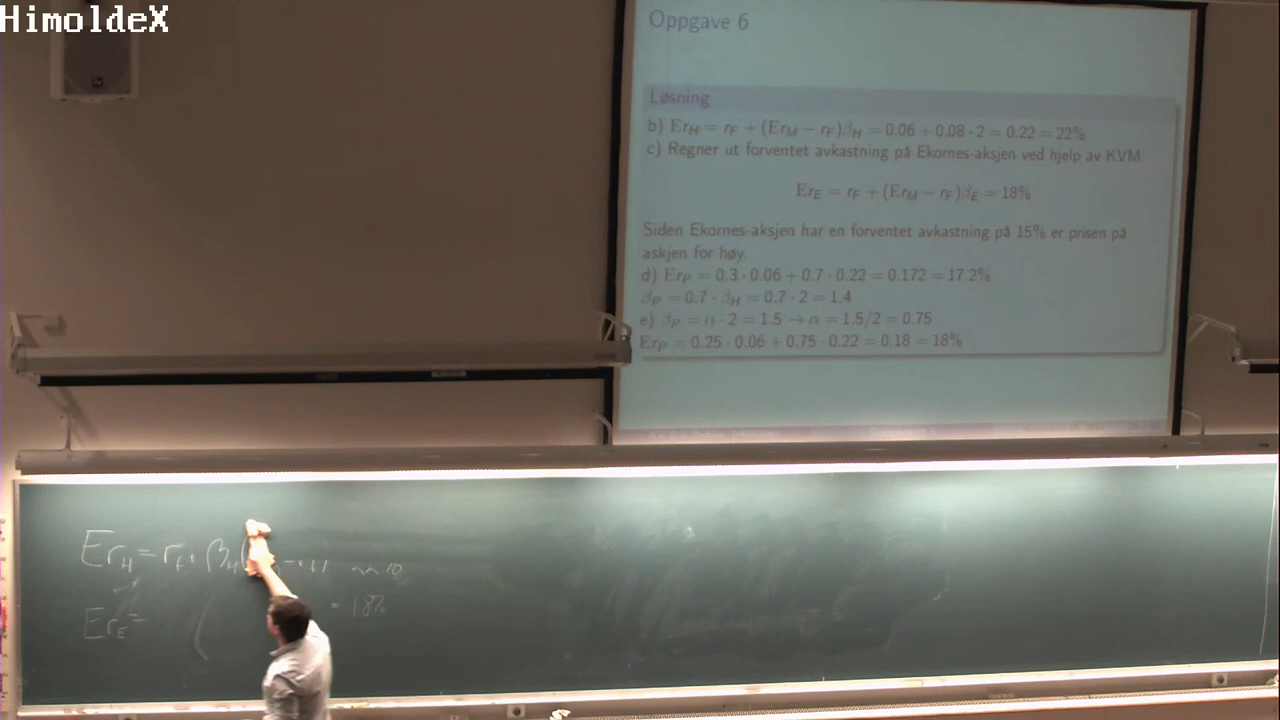 HimoldeX
Oppgave 6
Løsning
b) Er_H = r_F + (Er_M − r_F)β_H = 0.06 + 0.08 · 2 = 0.22 = 22%
c) Regner ut forventet avkastning på Ekornes-aksjen ved hjelp av KVM:
Er_E = r_F + (Er_M − r_F)β_E = 18%
Siden Ekornes-aksjen har en forventet avkastning på 15% er prisen på
askjen for høy.
d) Er_P = 0.3 · 0.06 + 0.7 · 0.22 = 0.172 = 17.2%
β_P = 0.7 · β_H = 0.7 · 2 = 1.4
e) β_P = α · 2 = 1.5 → α = 1.5/2 = 0.75
Er_P = 0.25 · 0.06 + 0.75 · 0.22 = 0.18 = 18%
Er_H = r_F + β_H (
Er_E = = 18%